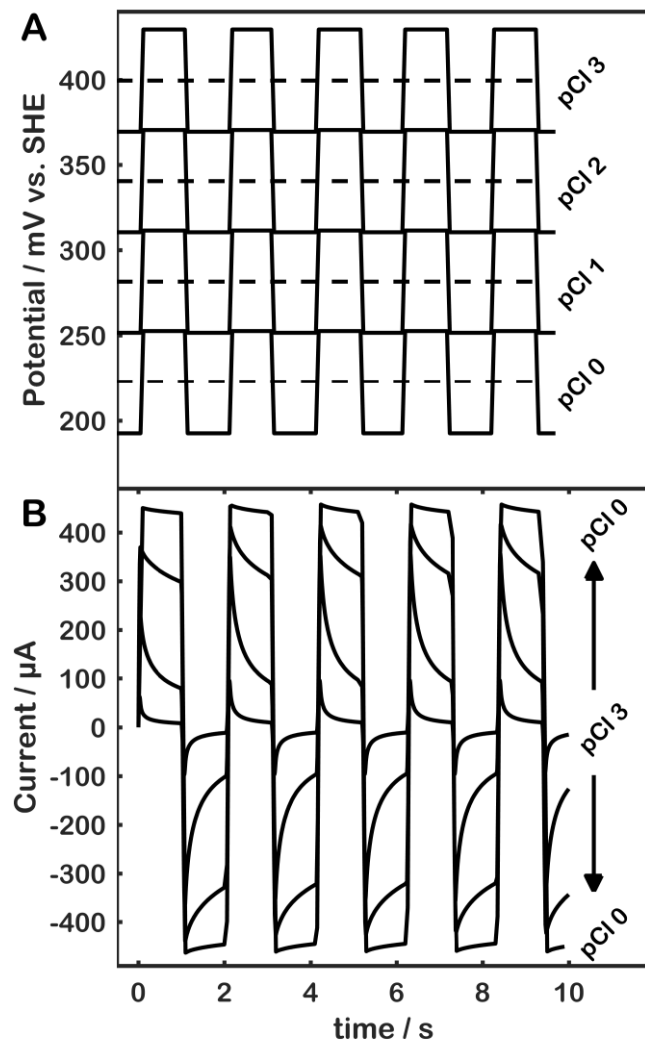 A
Potential / mV vs. SHE
400
350
300
250
200
pCl 3
pCl 2
pCl 1
pCl 0
B
Current / µA
400
300
200
100
0
-100
-200
-300
-400
pCl 0
pCl 3
pCl 0
0
2
4
6
8
10
time / s